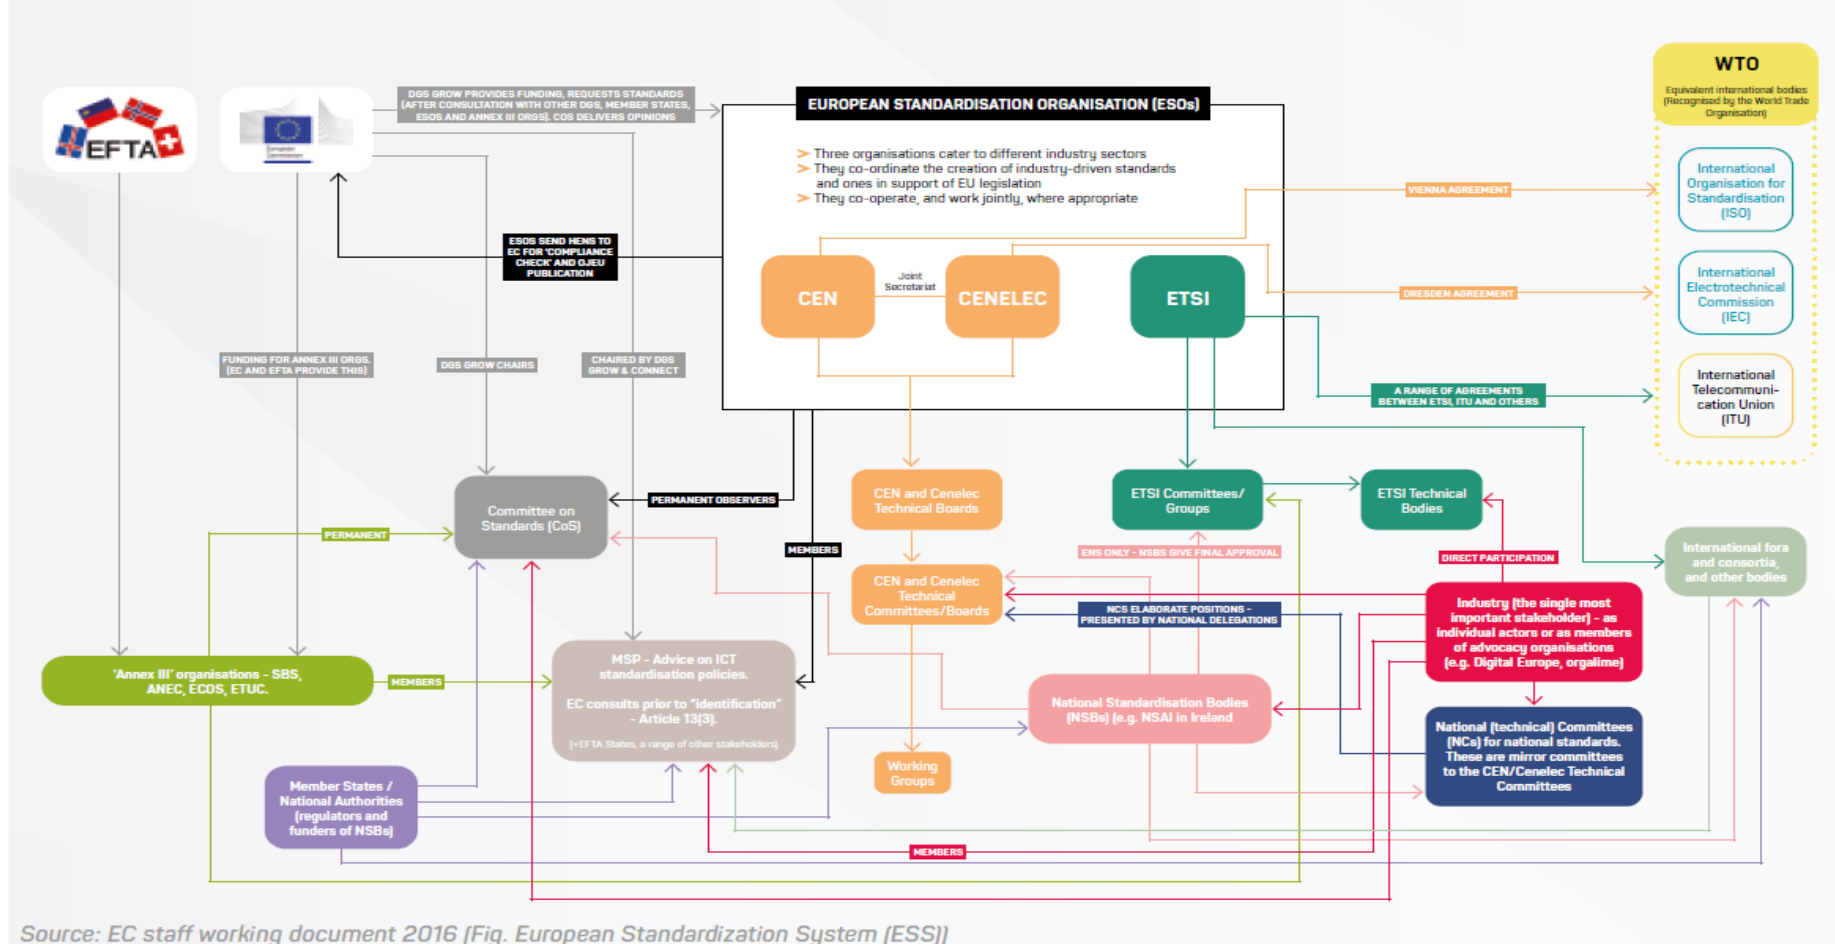 WTO
Equivalent international bodies
(Recognised by the World Trade
Organisation)
EFTA
European
Commission
DGS GROW PROVIDES FUNDING, REQUESTS STANDARDS
(AFTER CONSULTATION WITH OTHER DGS, MEMBER STATES,
ESOS AND ANNEX III ORGS). COS DELIVERS OPINIONS
EUROPEAN STANDARDISATION ORGANISATION (ESOs)
> Three organisations cater to different industry sectors
> They co-ordinate the creation of industry-driven standards
and ones in support of EU legislation
> They co-operate, and work jointly, where appropriate
VIENNA AGREEMENT
International
Organisation for
Standardisation
(ISO)
ESOS SEND HENS TO
EC FOR 'COMPLIANCE
CHECK' AND OJEU
PUBLICATION
CEN
Joint
Secretariat
CENELEC
ETSI
DRESDEN AGREEMENT
International
Electrotechnical
Commission
(IEC)
FUNDING FOR ANNEX III ORGS.
(EC AND EFTA PROVIDE THIS)
DGS GROW CHAIRS
CHAIRED BY DGS
GROW & CONNECT
A RANGE OF AGREEMENTS
BETWEEN ETSI, ITU AND OTHERS
International
Telecommuni-
cation Union
(ITU)
Committee on
Standards (CoS)
PERMANENT OBSERVERS
CEN and Cenelec
Technical Boards
ETSI Committees/
Groups
ETSI Technical
Bodies
PERMANENT
MEMBERS
ENS ONLY - NSBS GIVE FINAL APPROVAL
DIRECT PARTICIPATION
International fora
and consortia,
and other bodies
CEN and Cenelec
Technical
Committees/Boards
NCS ELABORATE POSITIONS -
PRESENTED BY NATIONAL DELEGATIONS
Industry (the single most
important stakeholder) - as
individual actors or as members
of advocacy organisations
(e.g. Digital Europe, orgalime)
'Annex III' organisations - SBS,
ANEC, ECOS, ETUC.
MEMBERS
MSP - Advice on ICT
standardisation policies.
EC consults prior to "identification"
- Article 13(3).
(+EFTA States, a range of other stakeholders)
National Standardisation Bodies
(NSBs) (e.g. NSAI in Ireland
National (technical) Committees
(NCs) for national standards.
These are mirror committees
to the CEN/Cenelec Technical
Committees
Working
Groups
Member States /
National Authorities
(regulators and
funders of NSBs)
MEMBERS
Source: EC staff working document 2016 (Fig. European Standardization System (ESS))